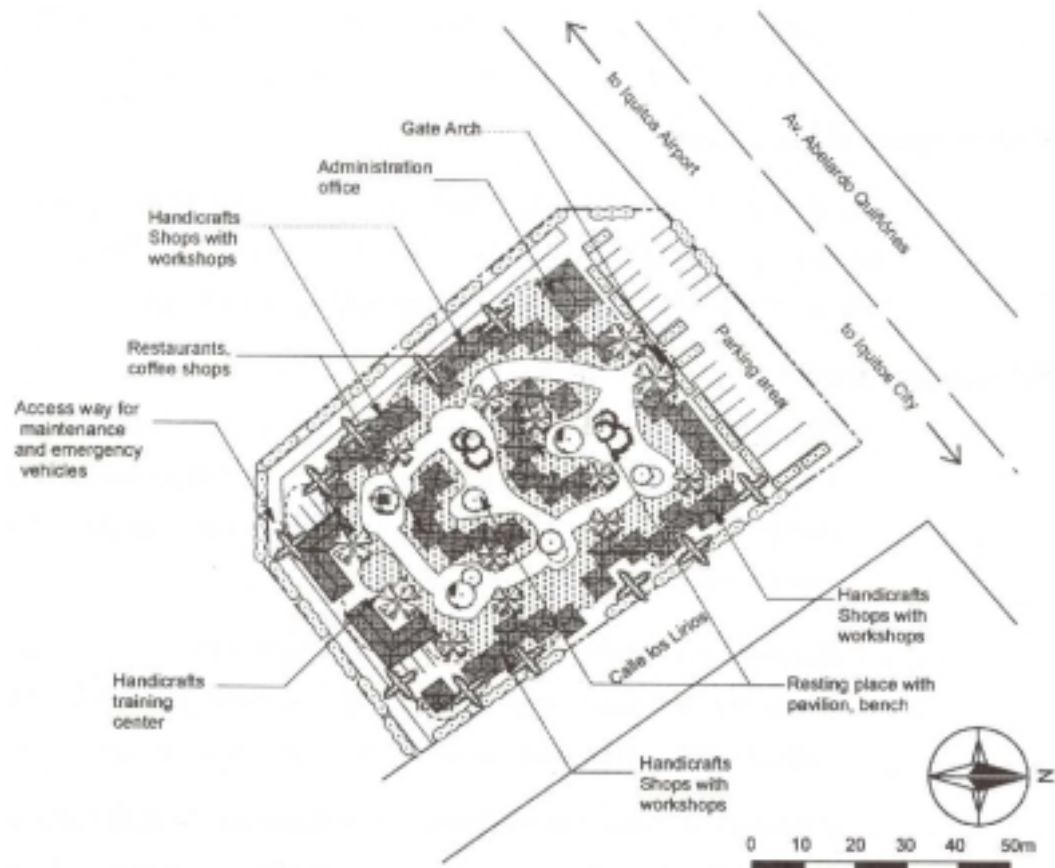 to Iquitos Airport
Av. Abelardo Quiñónes
Gate Arch
Administration
office
Handicrafts
Shops with
workshops
to Iquitos City
Parking area
Restaurants,
coffee shops
Access way for
maintenance
and emergency
vehicles
Handicrafts
Shops with
workshops
Calle los Lirios
Handicrafts
training
center
Resting place with
pavilion, bench
Handicrafts
Shops with
workshops
N
0 10 20 30 40 50m